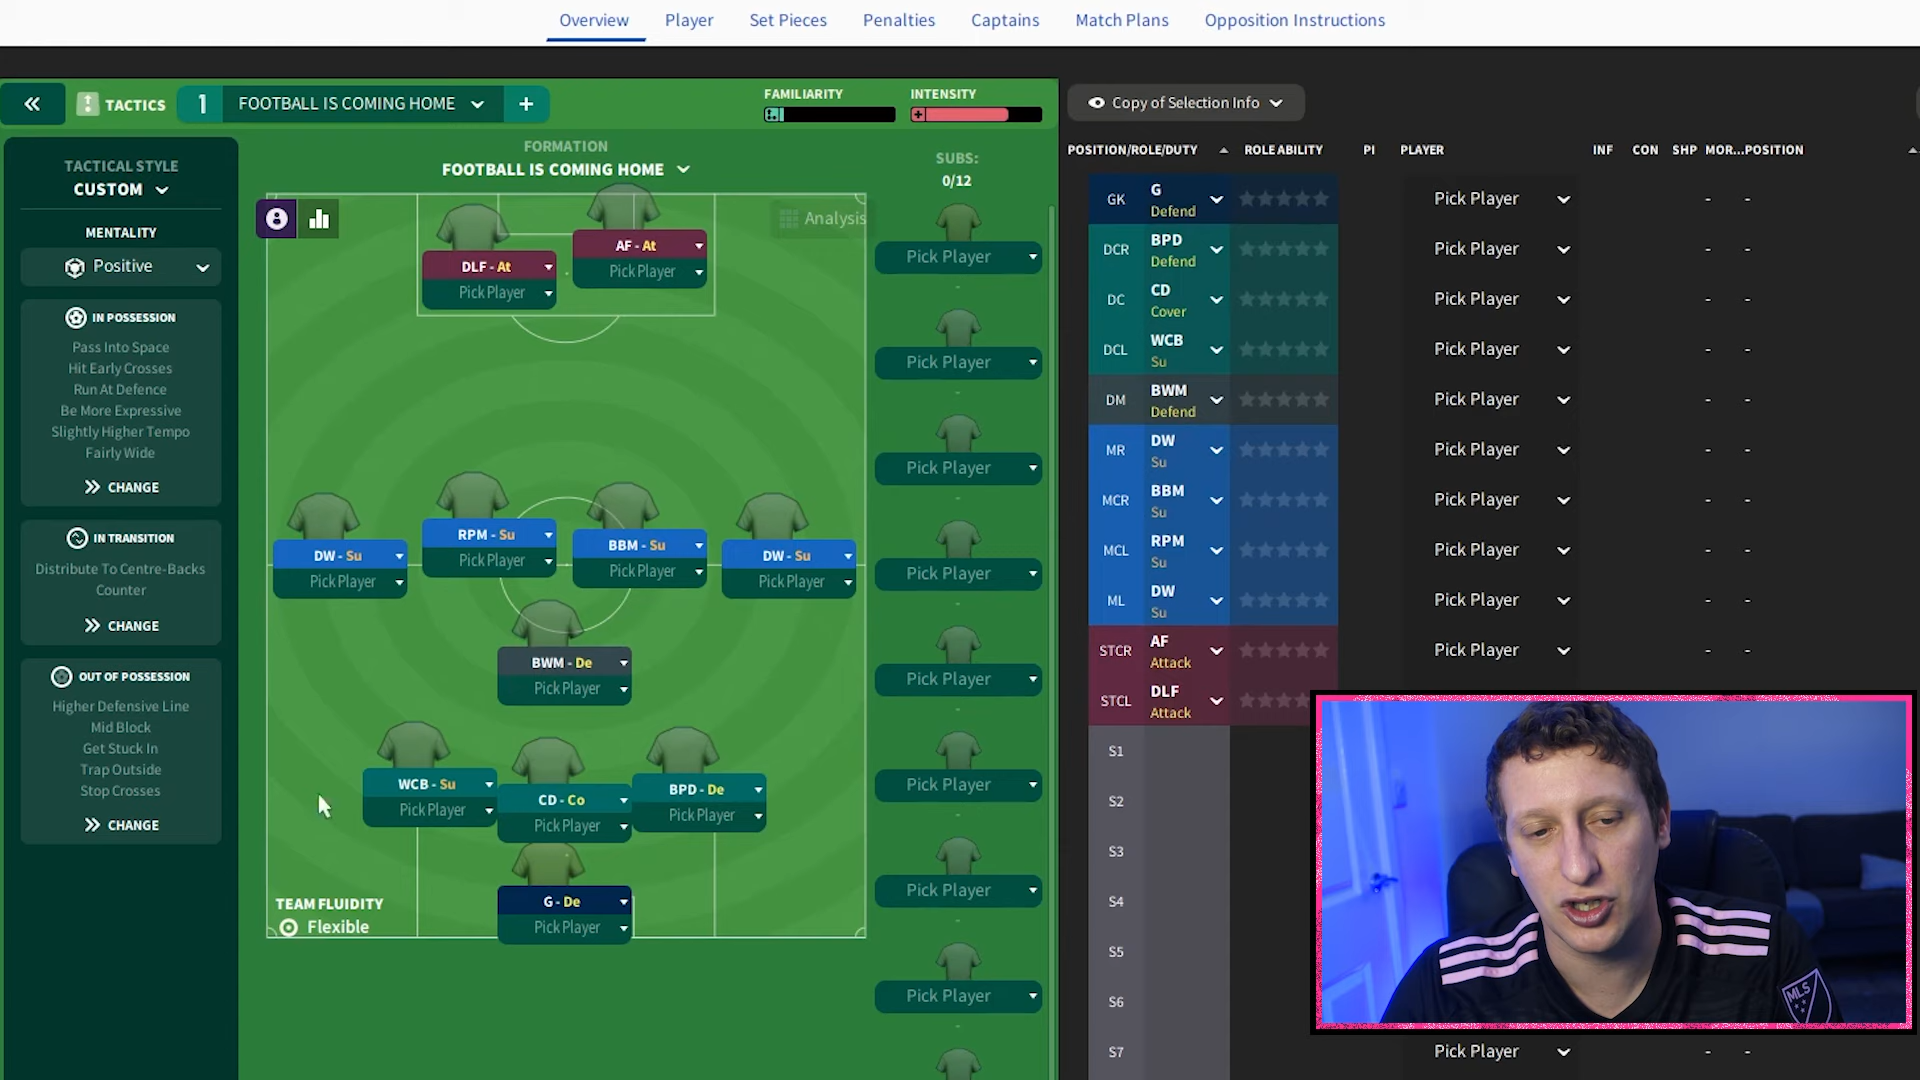 Overview Player Set Pieces Penalties Captains Match Plans Opposition Instructions
TACTICS 1 FOOTBALL IS COMING HOME +
FAMILIARITY
INTENSITY
Copy of Selection Info
TACTICAL STYLE
CUSTOM
MENTALITY
Positive
IN POSSESSION
Pass Into Space
Hit Early Crosses
Run At Defence
Be More Expressive
Slightly Higher Tempo
Fairly Wide
CHANGE
IN TRANSITION
Distribute To Centre-Backs
Counter
CHANGE
OUT OF POSSESSION
Higher Defensive Line
Mid Block
Get Stuck In
Trap Outside
Stop Crosses
CHANGE
FORMATION
FOOTBALL IS COMING HOME
Analysis
AF - At
Pick Player
DLF - At
Pick Player
DW - Su
Pick Player
RPM - Su
Pick Player
BBM - Su
Pick Player
DW - Su
Pick Player
BWM - De
Pick Player
WCB - Su
Pick Player
CD - Co
Pick Player
BPD - De
Pick Player
G - De
Pick Player
TEAM FLUIDITY
Flexible
SUBS:
0/12
Pick Player
-
Pick Player
-
Pick Player
-
Pick Player
-
Pick Player
-
Pick Player
-
Pick Player
-
Pick Player
-
POSITION/ROLE/DUTY ROLE ABILITY PI PLAYER INF CON SHP MOR... POSITION
GK G Defend Pick Player - -
DCR BPD Defend Pick Player - -
DC CD Cover Pick Player - -
DCL WCB Su Pick Player - -
DM BWM Defend Pick Player - -
MR DW Su Pick Player - -
MCR BBM Su Pick Player - -
MCL RPM Su Pick Player - -
ML DW Su Pick Player - -
STCR AF Attack Pick Player - -
STCL DLF Attack
S1
S2
S3
S4
S5
S6
S7 Pick Player - -
MLS